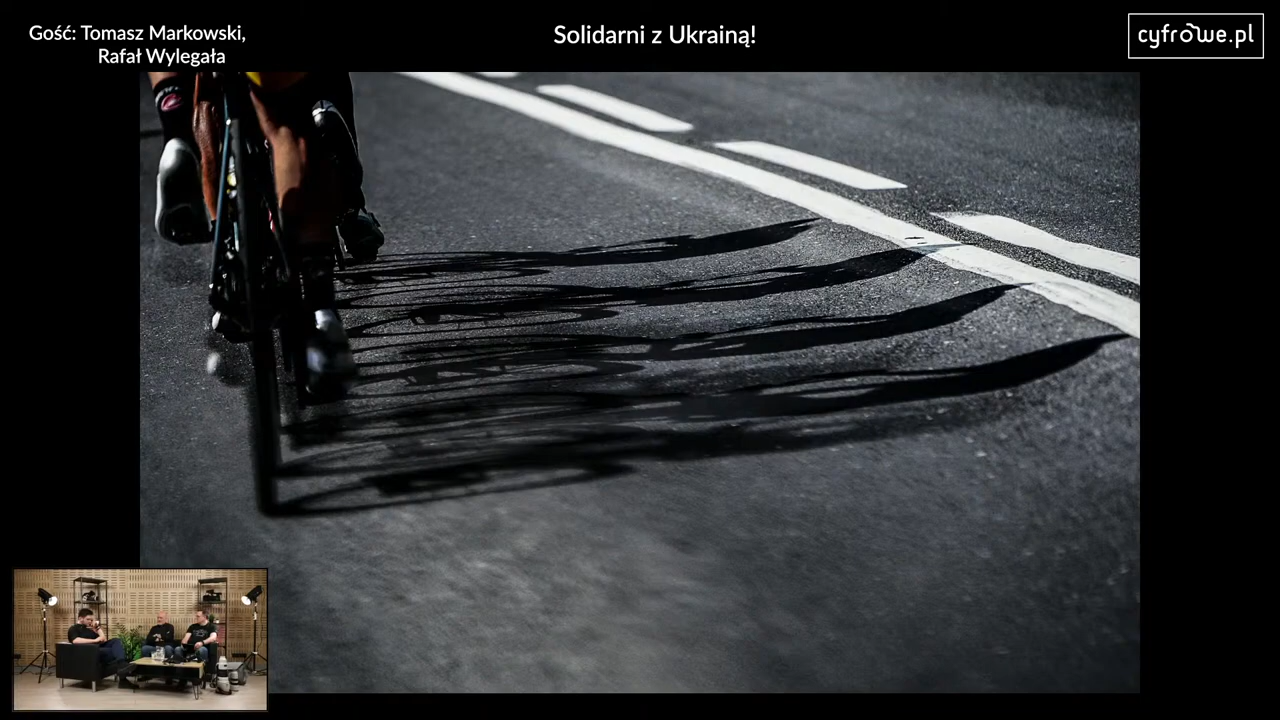 Gość: Tomasz Markowski,
Rafał Wylegała
Solidarni z Ukrainą!
cyfrowe.pl